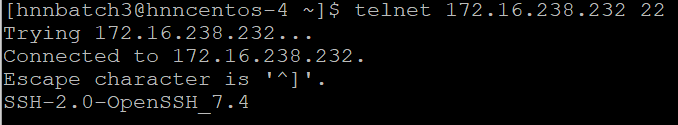 [hnnbatch3@hnncentos-4 ~]$ telnet 172.16.238.232 22
Trying 172.16.238.232...
Connected to 172.16.238.232.
Escape character is '^]'.
SSH-2.0-OpenSSH_7.4